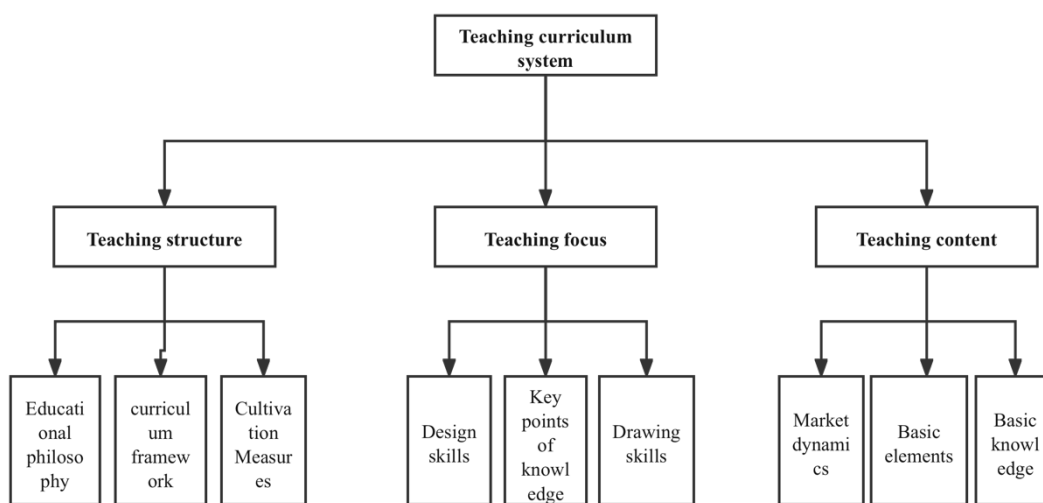 Teaching curriculum
system
Teaching structure
Teaching focus
Teaching content
Educati
onal
philoso
phy
curricul
um
framew
ork
Cultiva
tion
Measur
es
Design
skills
Key
points
of
knowl
edge
Drawing
skills
Market
dynami
cs
Basic
elements
Basic
knowl
edge